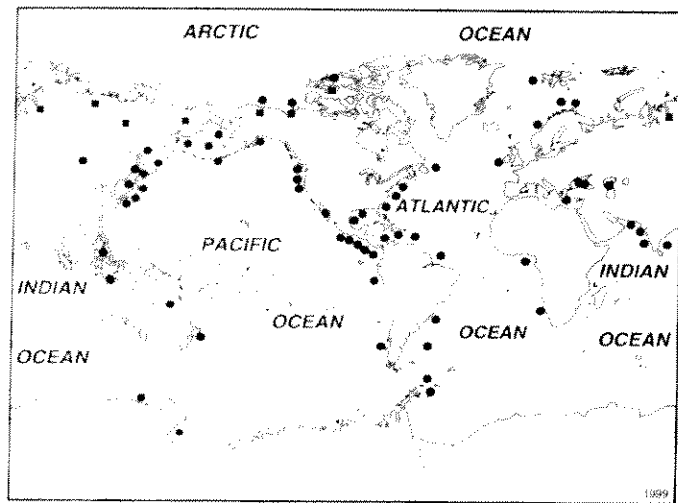 ARCTIC OCEAN
ATLANTIC
PACIFIC
INDIAN INDIAN
OCEAN OCEAN OCEAN
OCEAN
1999